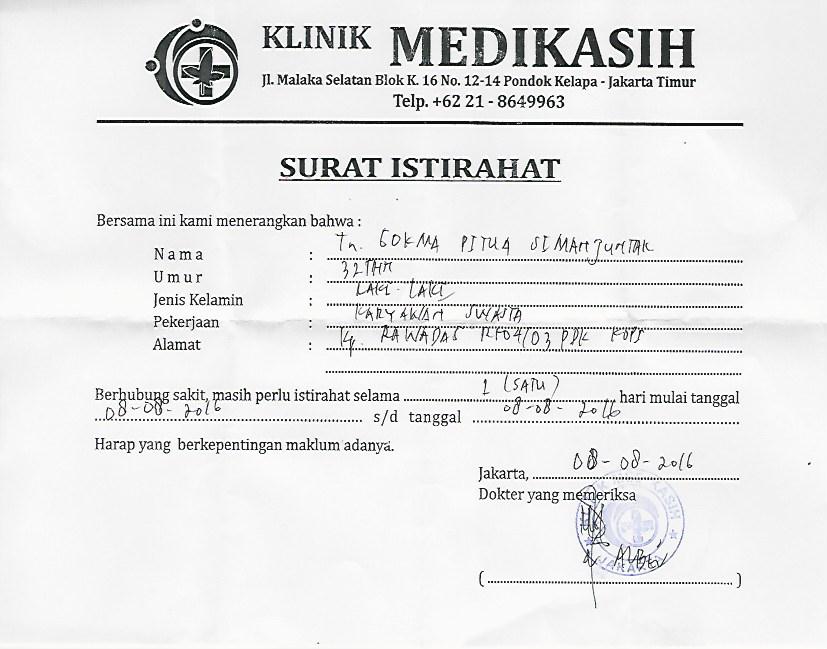 KLINIK MEDIKASIH
Jl. Malaka Selatan Blok K. 16 No. 12-14 Pondok Kelapa - Jakarta Timur
Telp. +62 21 - 8649963
SURAT ISTIRAHAT
Bersama ini kami menerangkan bahwa :
Nama : Tn. GOKMA PITUA SIMANJUNTAK
Umur : 32 THN
Jenis Kelamin : LAKI-LAKI
Pekerjaan : KARYAWAN SWASTA
Alamat : RAWADAS RT04/03 PDK KOPI
Berhubung sakit, masih perlu istirahat selama 1 (SATU) hari mulai tanggal
08-08-2016 s/d tanggal 08-08-2016
Harap yang berkepentingan maklum adanya.
Jakarta, 08-08-2016
Dokter yang memeriksa
KASIH
JAKARTA
(                    )